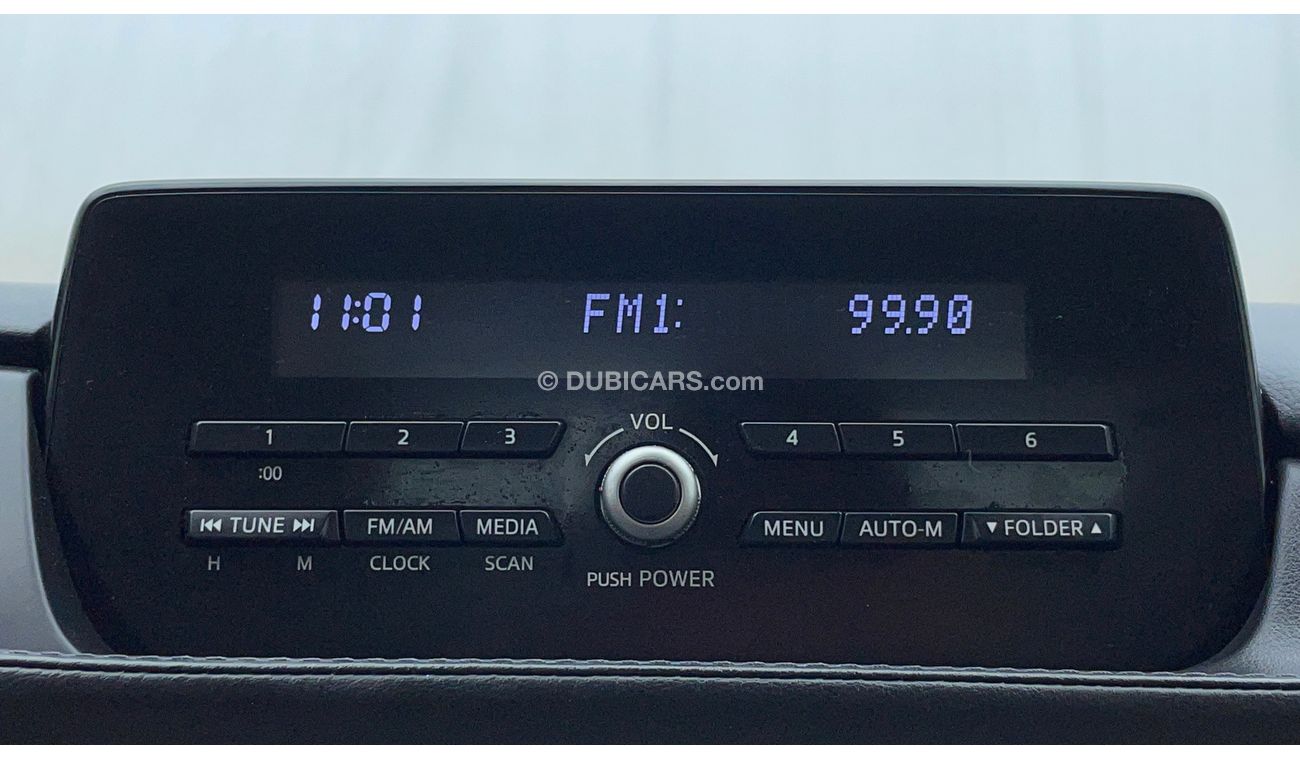 11:01 FM1: 99.90
© DUBICARS.com
VOL
1 2 3 4 5 6
:00
⏮ TUNE ⏭ FM/AM MEDIA MENU AUTO-M ▼ FOLDER ▲
H M CLOCK SCAN
PUSH POWER